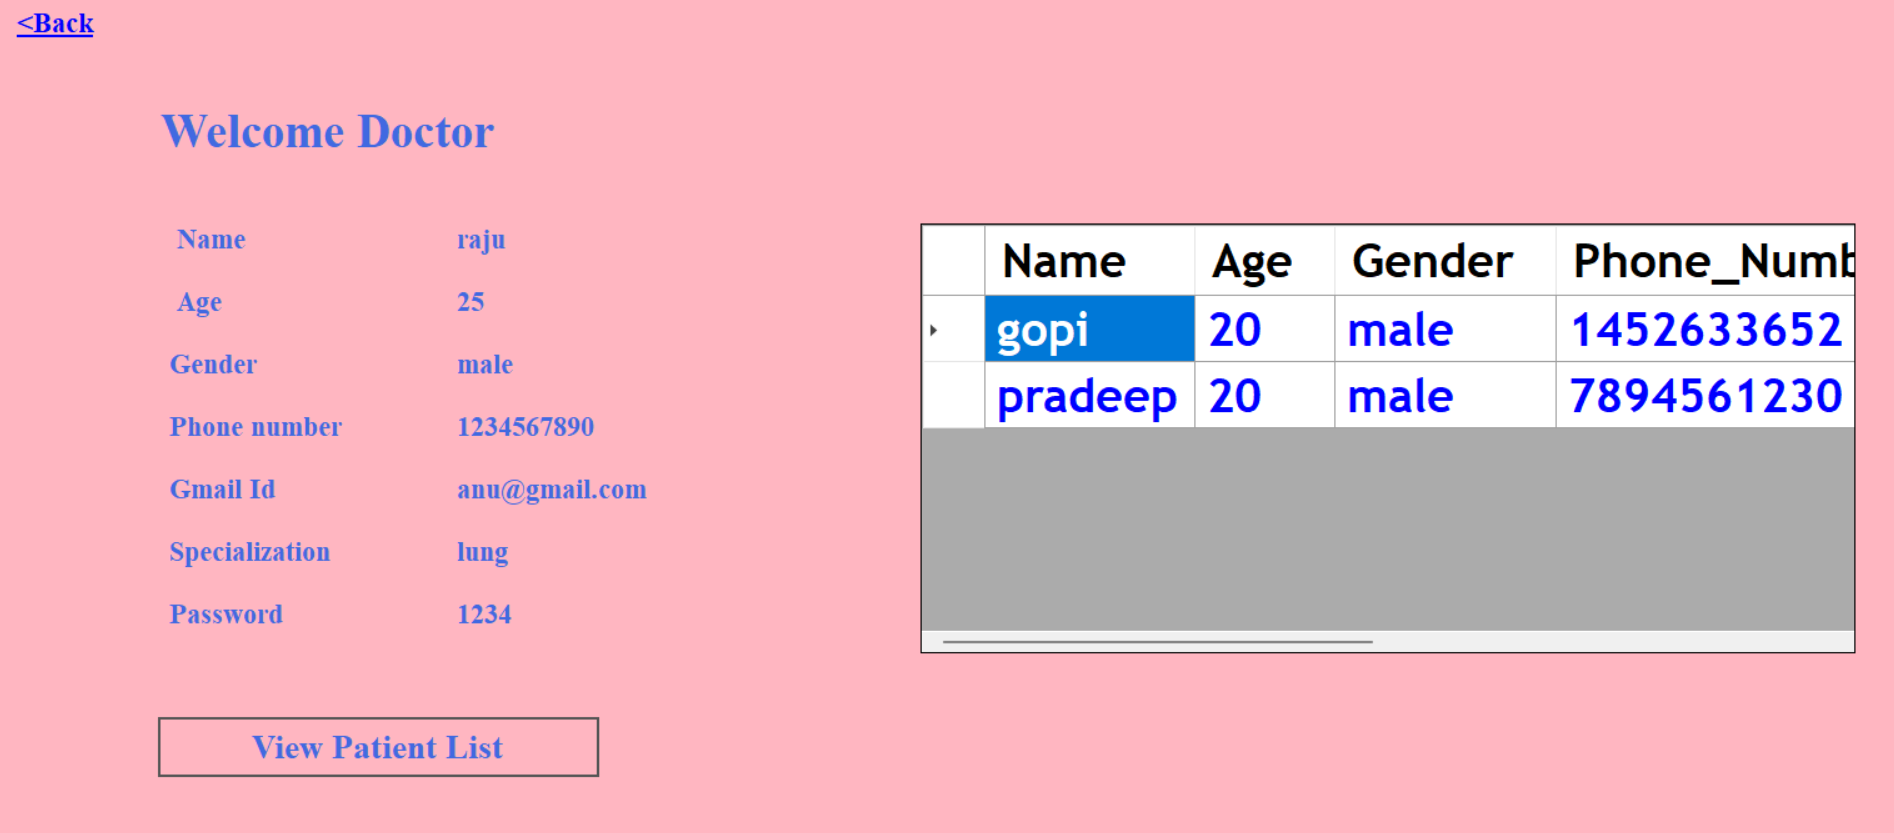 <Back
Welcome Doctor
Name raju
Age 25
Gender male
Phone number 1234567890
Gmail Id anu@gmail.com
Specialization lung
Password 1234
View Patient List
Name Age Gender Phone_Numb
gopi 20 male 1452633652
pradeep 20 male 7894561230